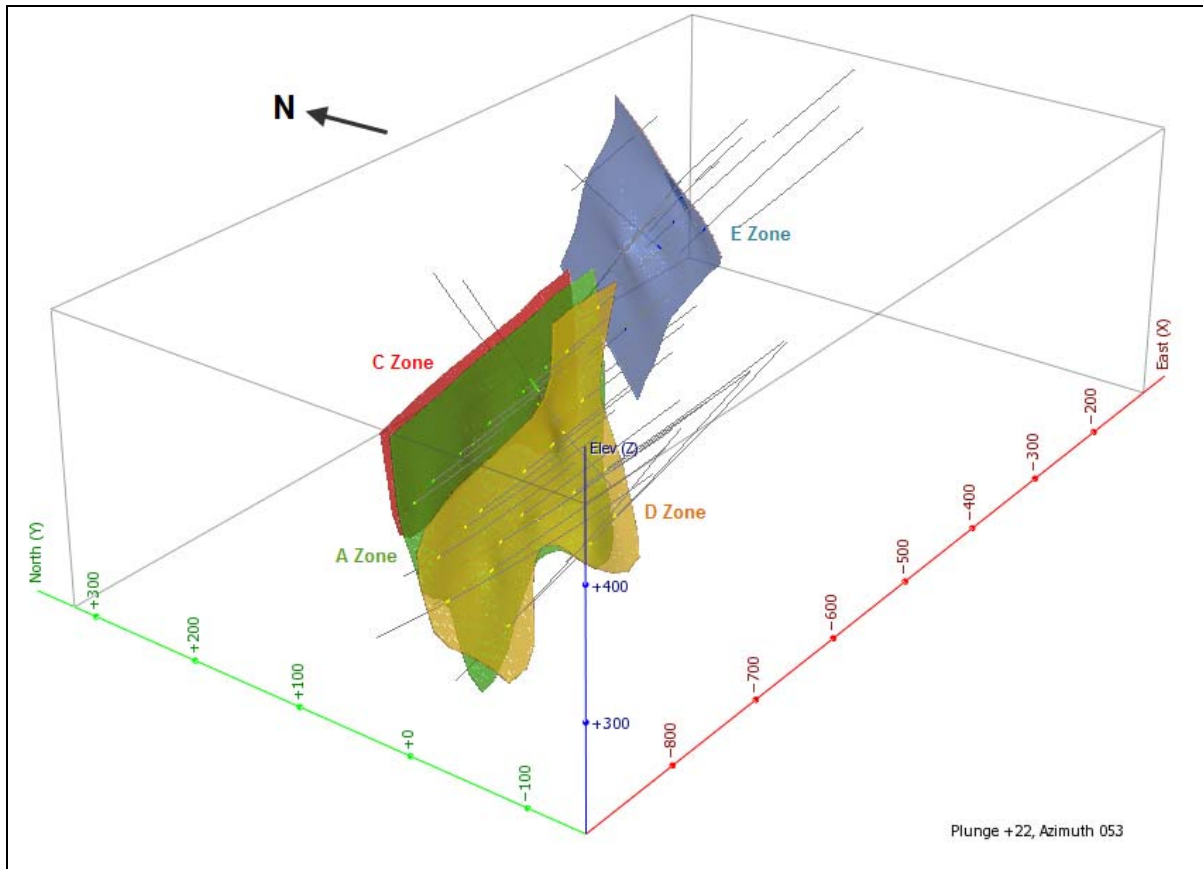 N
E Zone
C Zone
East (X)
−200
−300
Elev (Z)
−400
D Zone
−500
A Zone
North (Y)
+400
+300
−600
+200
−700
+100
+300
+0
−800
−100
Plunge +22, Azimuth 053